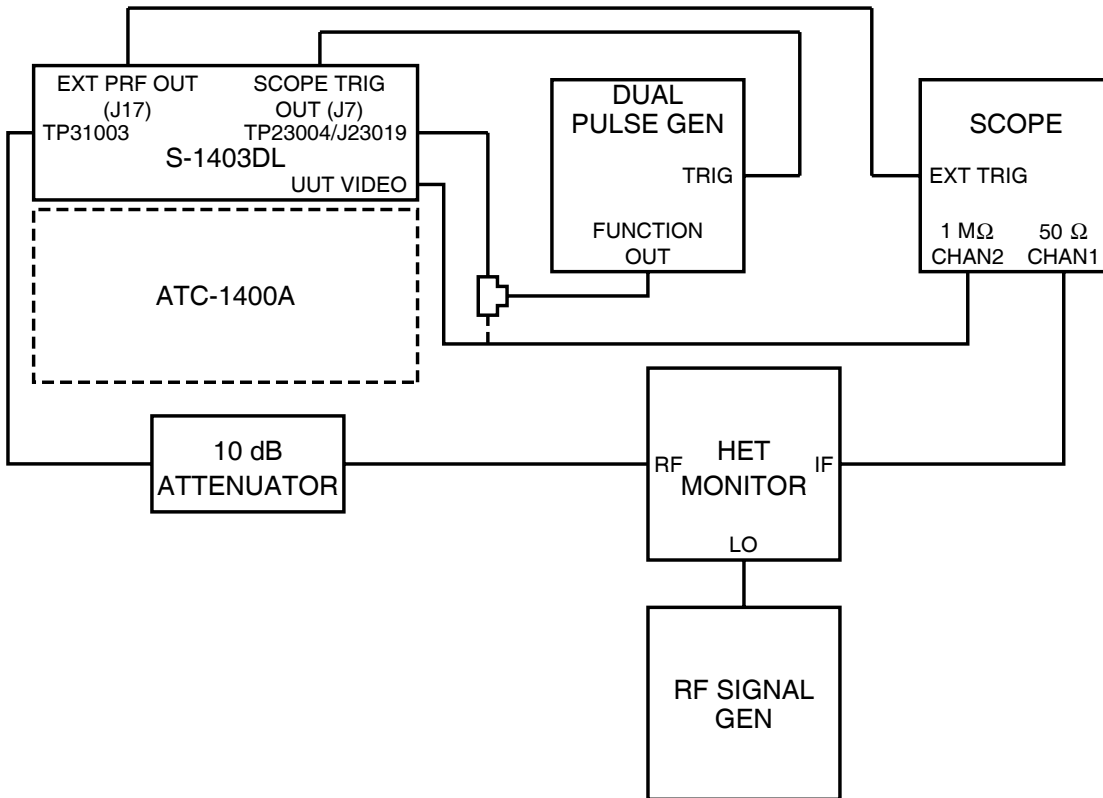 EXT PRF OUT
(J17)
SCOPE TRIG
OUT (J7)
TP31003
TP23004/J23019
S-1403DL
UUT VIDEO
ATC-1400A
DUAL
PULSE GEN
TRIG
FUNCTION
OUT
SCOPE
EXT TRIG
1 MΩ
CHAN2
50 Ω
CHAN1
10 dB
ATTENUATOR
RF
HET
MONITOR
IF
LO
RF SIGNAL
GEN